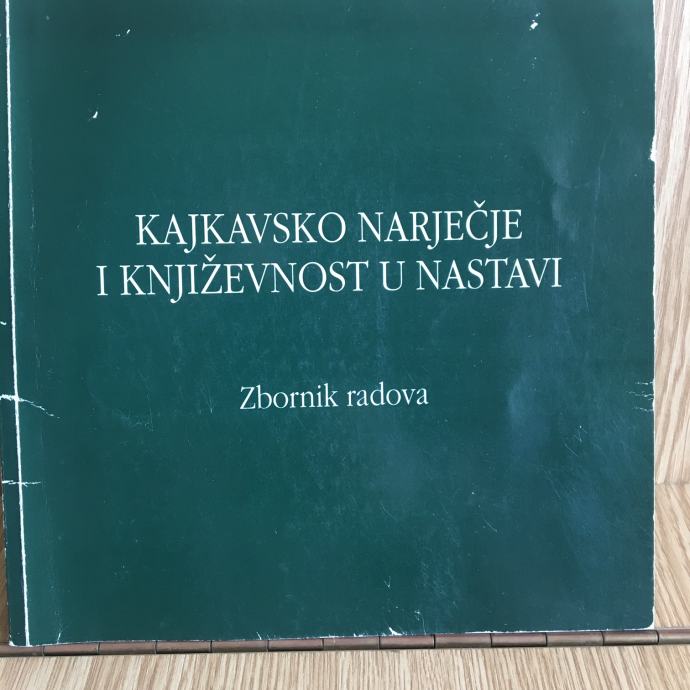 KAJKAVSKO NARJEČJE
I KNJIŽEVNOST U NASTAVI
Zbornik radova